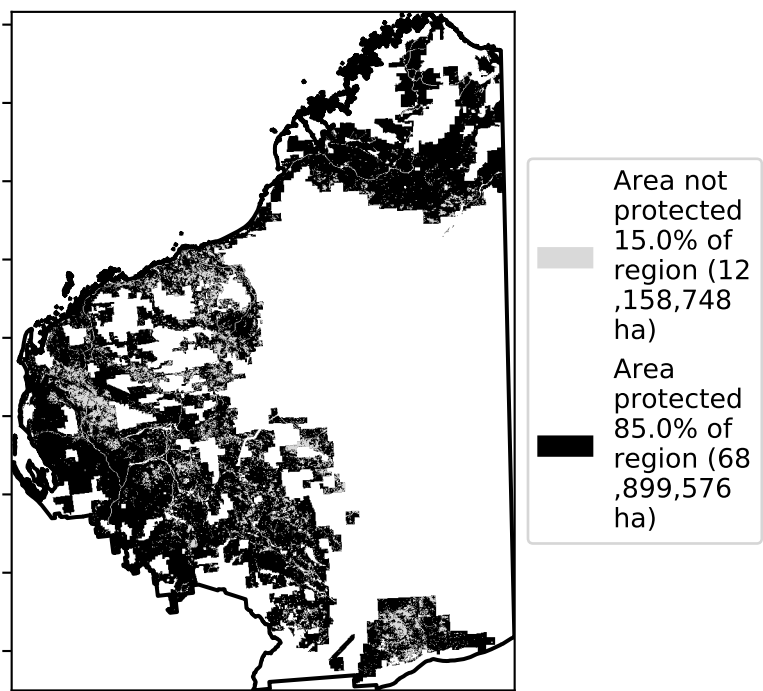 Area not
protected
15.0% of
region (12
,158,748
ha)
Area
protected
85.0% of
region (68
,899,576
ha)